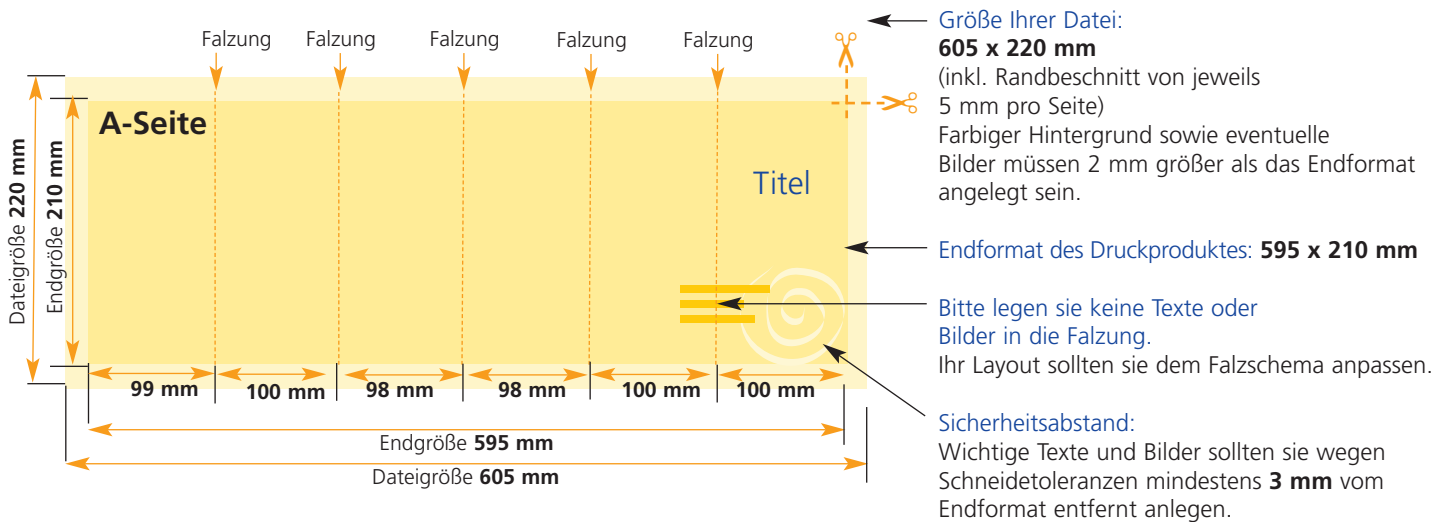 Falzung Falzung Falzung Falzung Falzung
A-Seite
Titel
Dateigröße 220 mm
Endgröße 210 mm
99 mm 100 mm 98 mm 98 mm 100 mm 100 mm
Endgröße 595 mm
Dateigröße 605 mm
Größe Ihrer Datei:
605 x 220 mm
(inkl. Randbeschnitt von jeweils
5 mm pro Seite)
Farbiger Hintergrund sowie eventuelle
Bilder müssen 2 mm größer als das Endformat
angelegt sein.
Endformat des Druckproduktes: 595 x 210 mm
Bitte legen sie keine Texte oder
Bilder in die Falzung.
Ihr Layout sollten sie dem Falzschema anpassen.
Sicherheitsabstand:
Wichtige Texte und Bilder sollten sie wegen
Schneidetoleranzen mindestens 3 mm vom
Endformat entfernt anlegen.